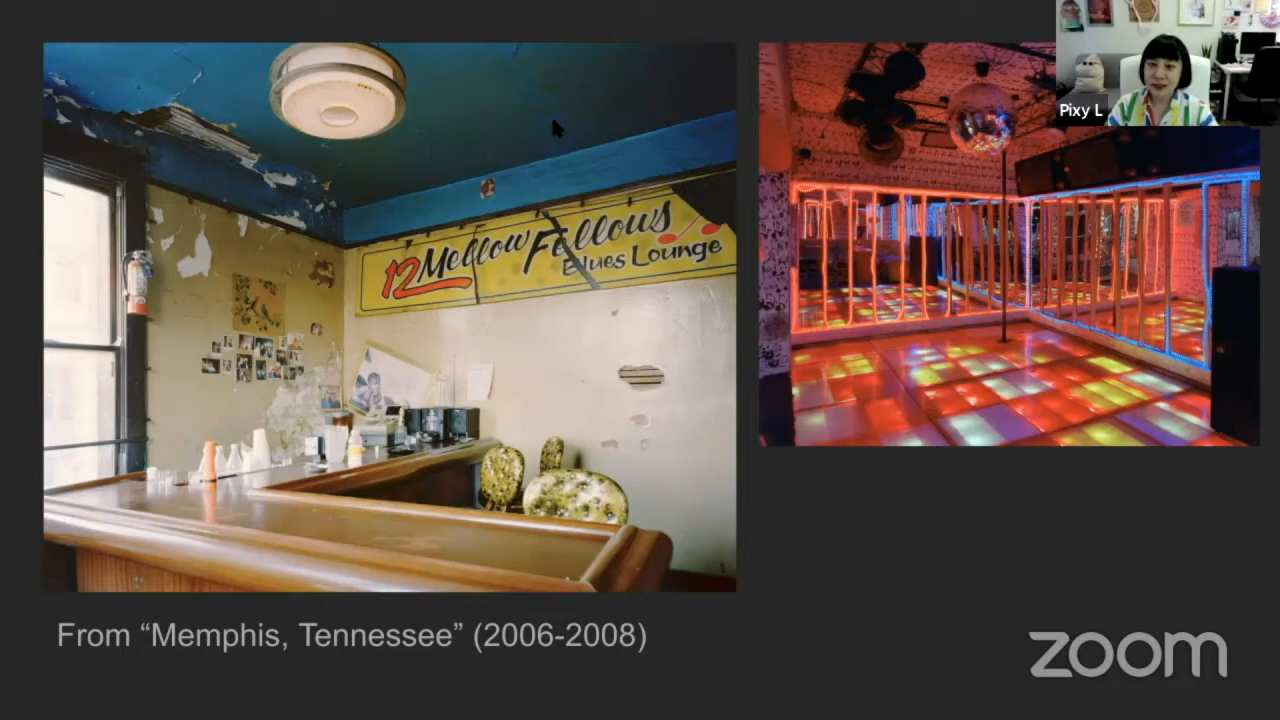 12 Mellow Fellows
Blues Lounge
Pixy L
From “Memphis, Tennessee” (2006-2008)
zoom